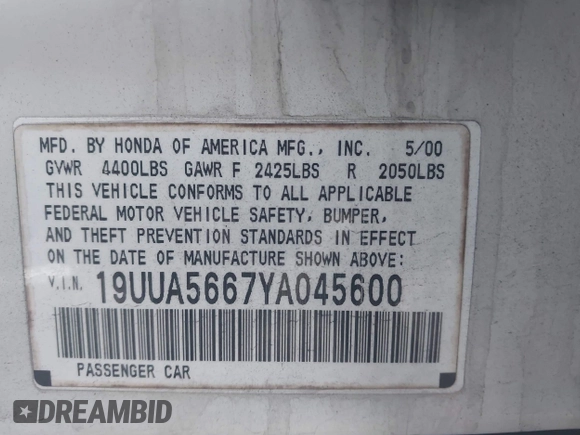 MFD. BY HONDA OF AMERICA MFG., INC. 5/00
GVWR 4400LBS GAWR F 2425LBS R 2050LBS
THIS VEHICLE CONFORMS TO ALL APPLICABLE
FEDERAL MOTOR VEHICLE SAFETY, BUMPER,
AND THEFT PREVENTION STANDARDS IN EFFECT
ON THE DATE OF MANUFACTURE SHOWN ABOVE:
V.I.N. 19UUA5667YA045600
PASSENGER CAR
DREAMBID